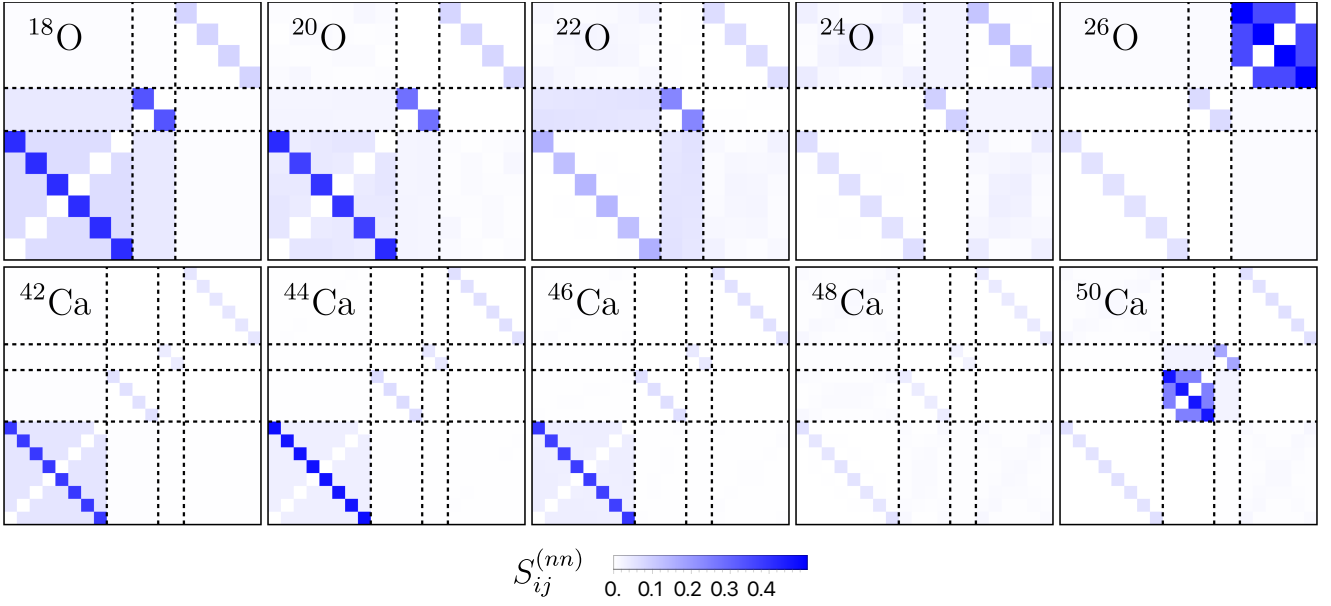 ¹⁸O ²⁰O ²²O ²⁴O ²⁶O
⁴²Ca ⁴⁴Ca ⁴⁶Ca ⁴⁸Ca ⁵⁰Ca
S_{ij}^{(nn)}
0. 0.1 0.2 0.3 0.4